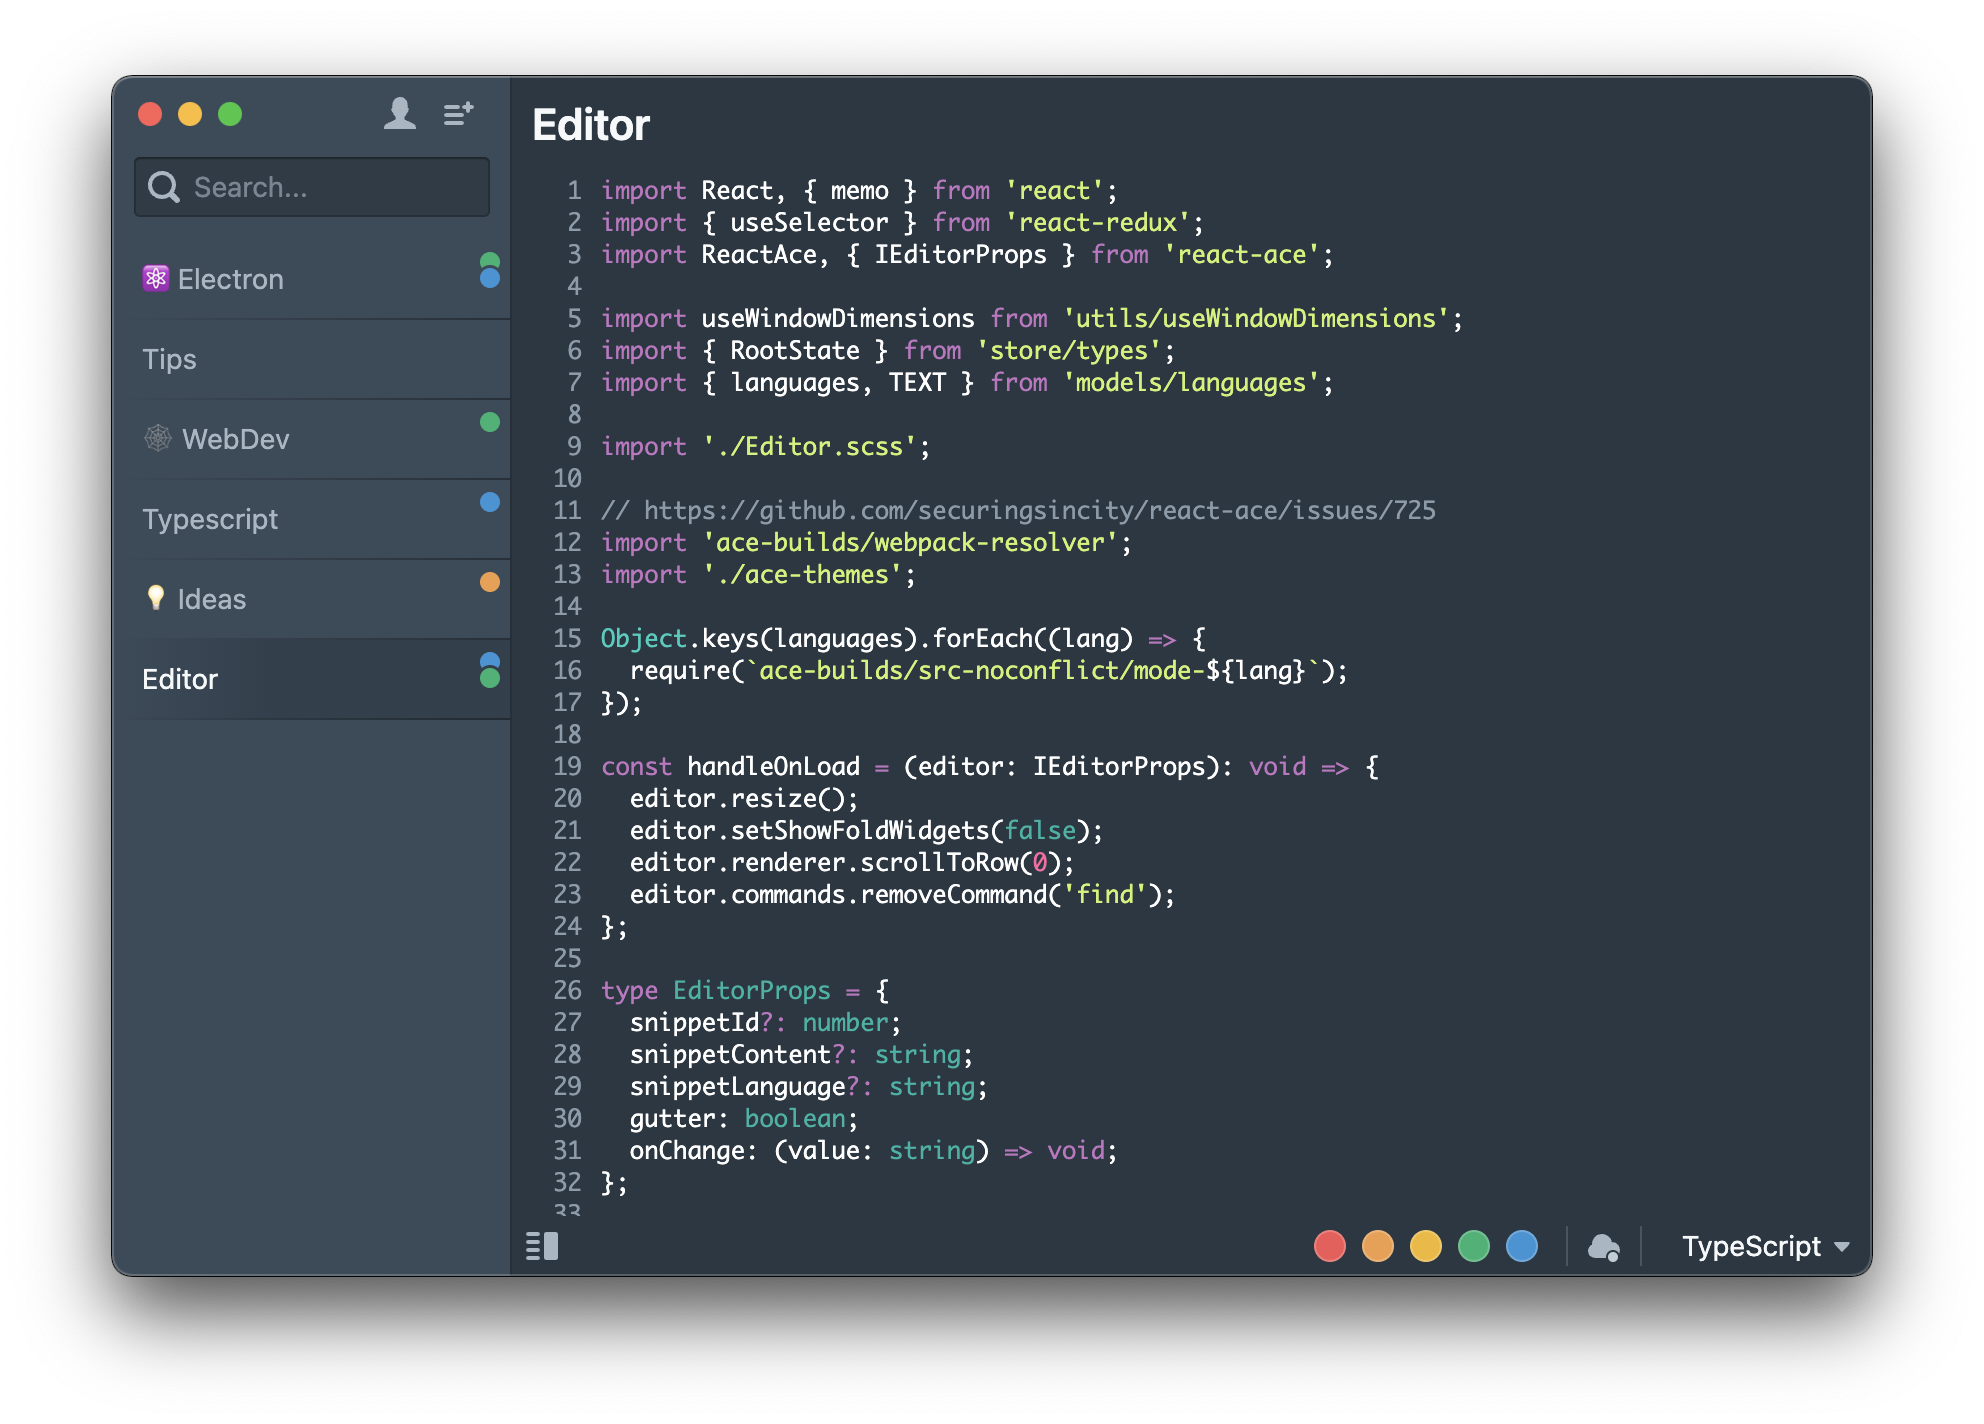 Search...
Electron
Tips
WebDev
Typescript
Ideas
Editor
Editor
1 import React, { memo } from 'react';
2 import { useSelector } from 'react-redux';
3 import ReactAce, { IEditorProps } from 'react-ace';
4
5 import useWindowDimensions from 'utils/useWindowDimensions';
6 import { RootState } from 'store/types';
7 import { languages, TEXT } from 'models/languages';
8
9 import './Editor.scss';
10
11 // https://github.com/securingsincity/react-ace/issues/725
12 import 'ace-builds/webpack-resolver';
13 import './ace-themes';
14
15 Object.keys(languages).forEach((lang) => {
16   require(`ace-builds/src-noconflict/mode-${lang}`);
17 });
18
19 const handleOnLoad = (editor: IEditorProps): void => {
20   editor.resize();
21   editor.setShowFoldWidgets(false);
22   editor.renderer.scrollToRow(0);
23   editor.commands.removeCommand('find');
24 };
25
26 type EditorProps = {
27   snippetId?: number;
28   snippetContent?: string;
29   snippetLanguage?: string;
30   gutter: boolean;
31   onChange: (value: string) => void;
32 };
33
TypeScript